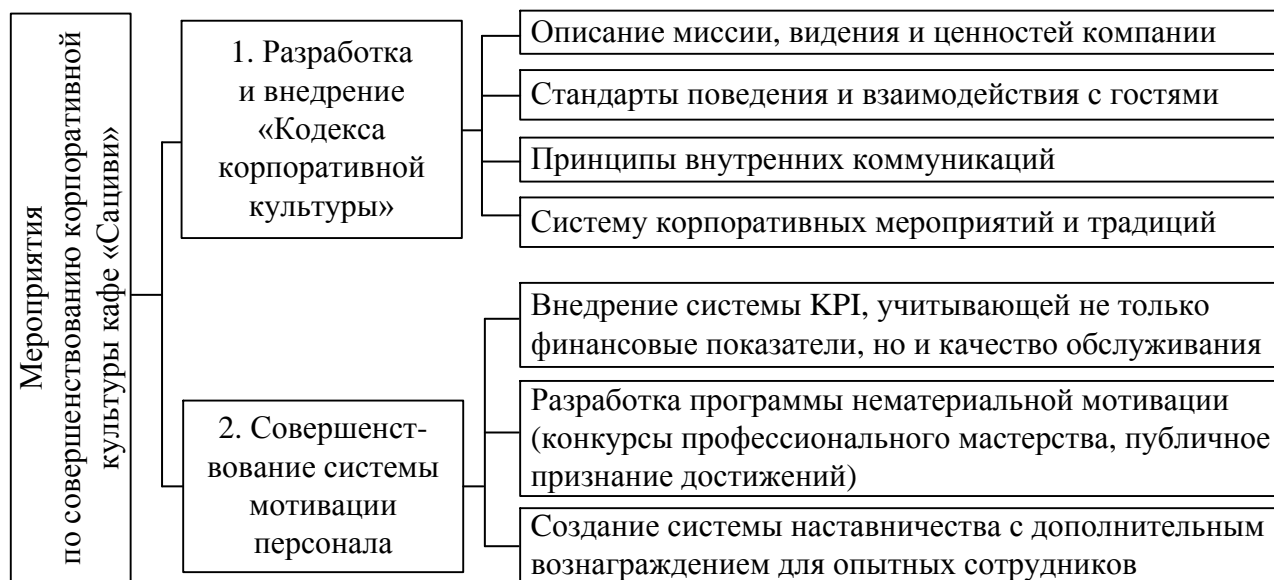 Мероприятия
по совершенствованию корпоративной
культуры кафе «Сациви»
1. Разработка
и внедрение
«Кодекса
корпоративной
культуры»
Описание миссии, видения и ценностей компании
Стандарты поведения и взаимодействия с гостями
Принципы внутренних коммуникаций
Систему корпоративных мероприятий и традиций
2. Совершенст-
вование системы
мотивации
персонала
Внедрение системы KPI, учитывающей не только
финансовые показатели, но и качество обслуживания
Разработка программы нематериальной мотивации
(конкурсы профессионального мастерства, публичное
признание достижений)
Создание системы наставничества с дополнительным
вознаграждением для опытных сотрудников